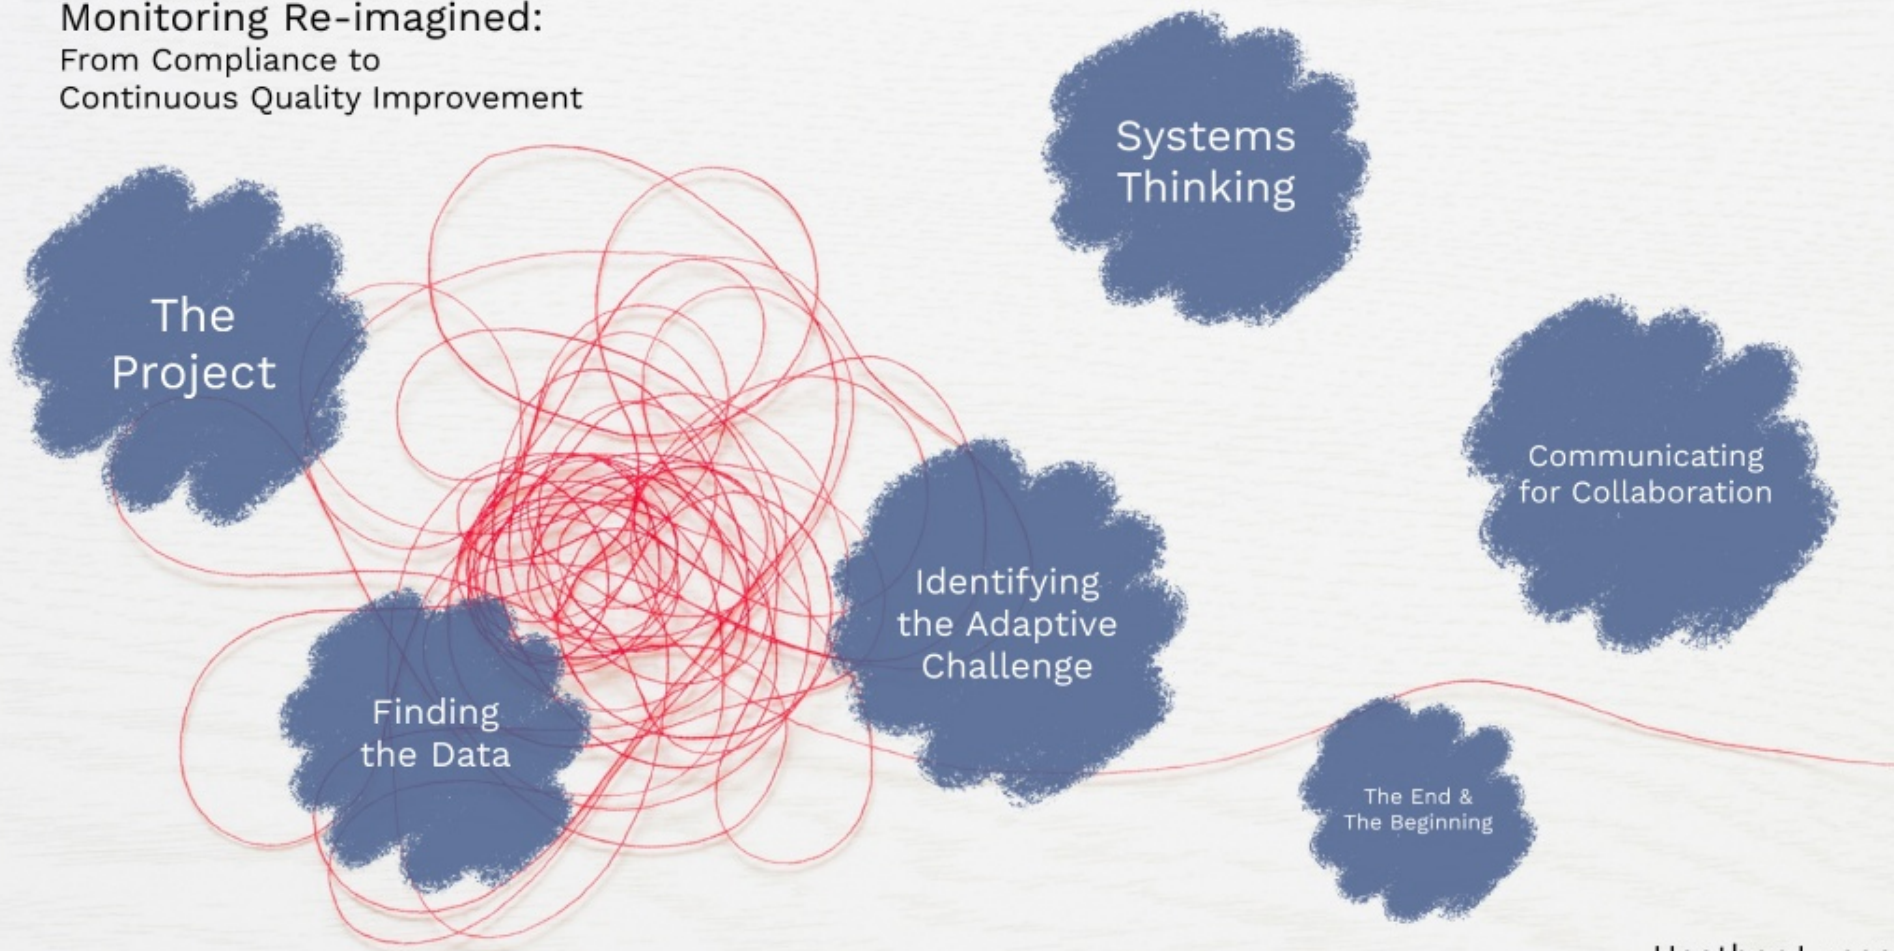 Monitoring Re-imagined:
From Compliance to
Continuous Quality Improvement
Systems
Thinking
The
Project
Communicating
for Collaboration
Identifying
the Adaptive
Challenge
Finding
the Data
The End &
The Beginning